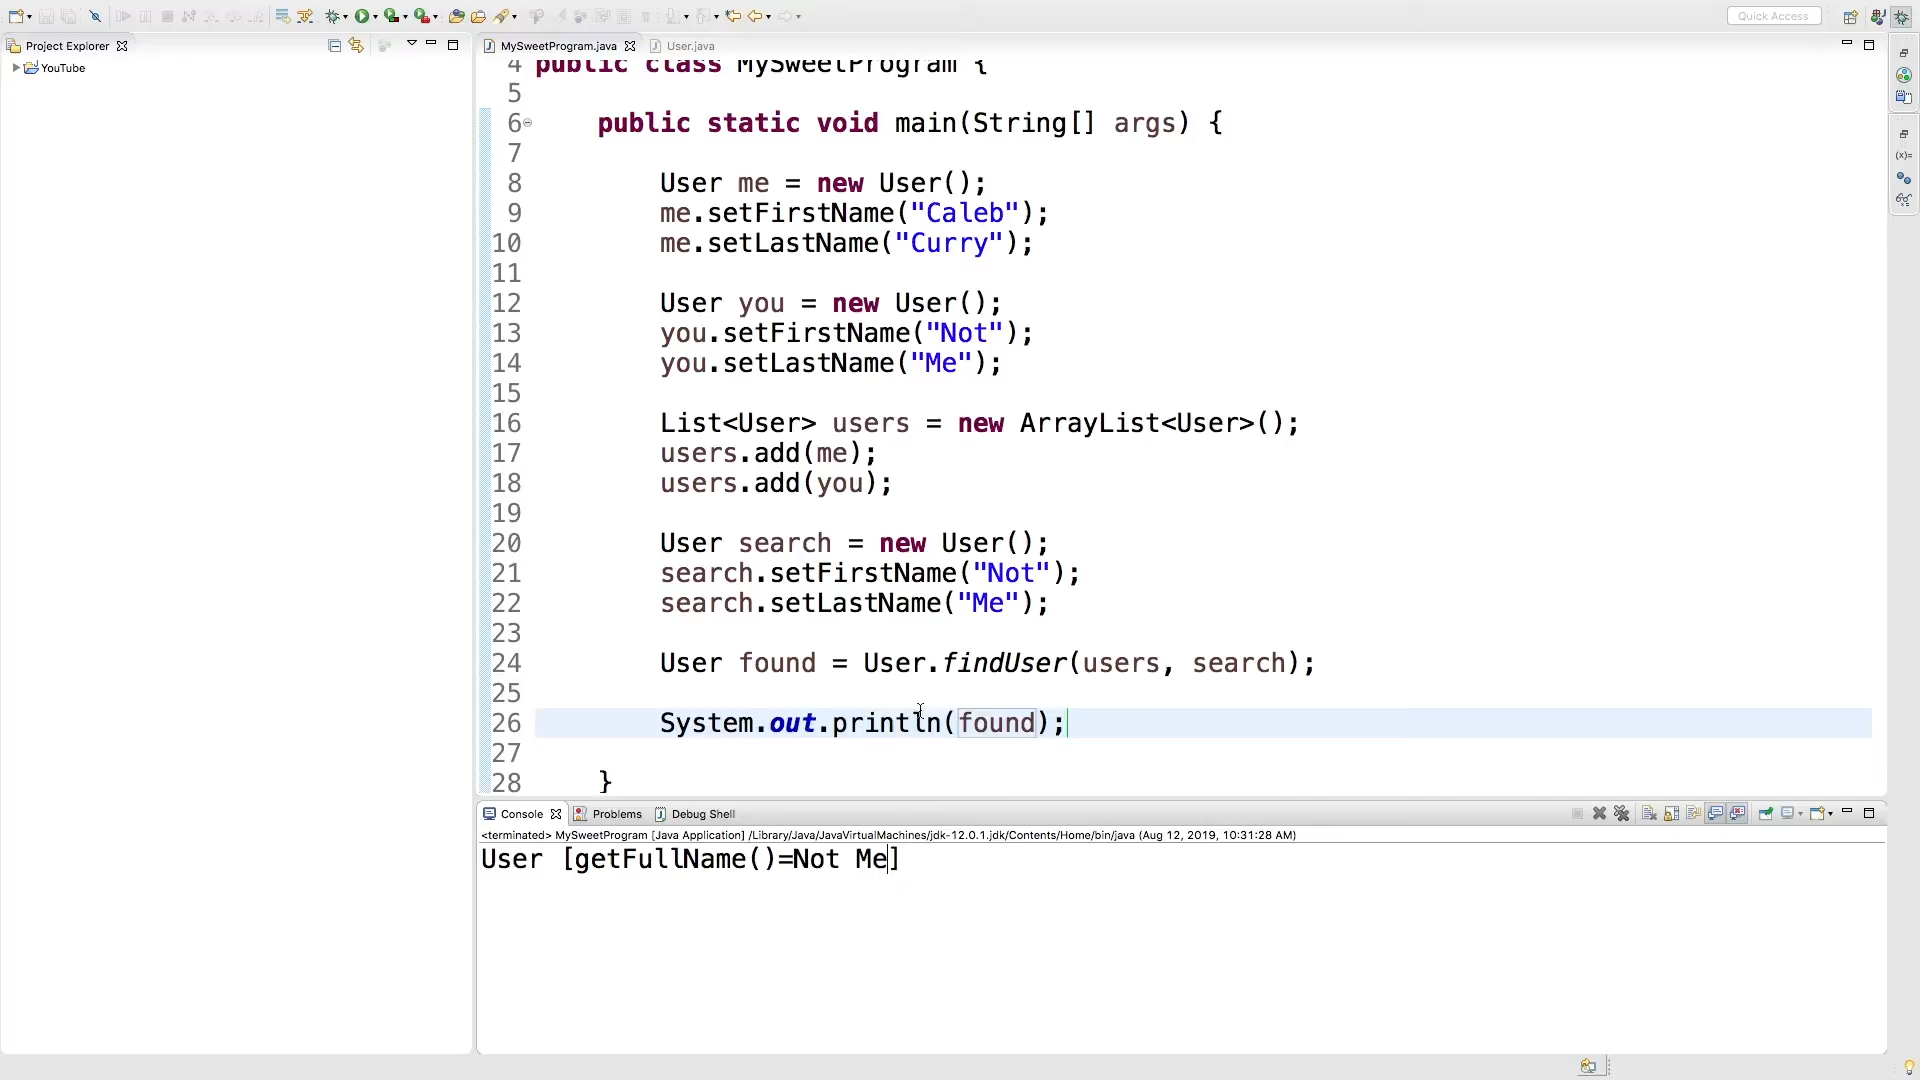 Quick Access
Project Explorer
YouTube
MySweetProgram.java
User.java
4 public class MySweetProgram {
5
6 public static void main(String[] args) {
7
8 User me = new User();
9 me.setFirstName("Caleb");
10 me.setLastName("Curry");
11
12 User you = new User();
13 you.setFirstName("Not");
14 you.setLastName("Me");
15
16 List<User> users = new ArrayList<User>();
17 users.add(me);
18 users.add(you);
19
20 User search = new User();
21 search.setFirstName("Not");
22 search.setLastName("Me");
23
24 User found = User.findUser(users, search);
25
26 System.out.println(found);
27
28 }
Console
Problems
Debug Shell
<terminated> MySweetProgram [Java Application] /Library/Java/JavaVirtualMachines/jdk-12.0.1.jdk/Contents/Home/bin/java (Aug 12, 2019, 10:31:28 AM)
User [getFullName()=Not Me]